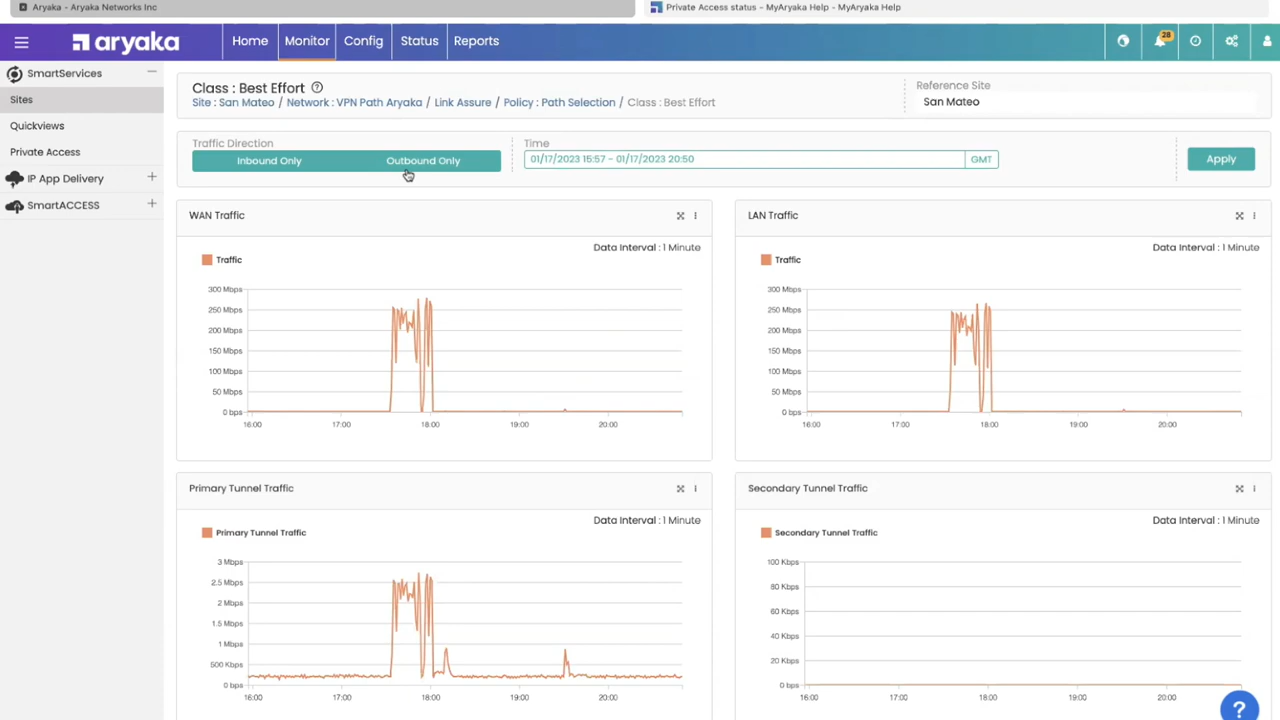 Aryaka - Aryaka Networks Inc
Private Access status - MyAryaka Help - MyAryaka Help
aryaka
Home
Monitor
Config
Status
Reports
28
SmartServices
Sites
Quickviews
Private Access
IP App Delivery
SmartACCESS
Class : Best Effort
Site : San Mateo / Network : VPN Path Aryaka / Link Assure / Policy : Path Selection / Class : Best Effort
Reference Site
San Mateo
Traffic Direction
Inbound Only
Outbound Only
Time
01/17/2023 15:57 - 01/17/2023 20:50
GMT
Apply
WAN Traffic
Data Interval : 1 Minute
Traffic
300 Mbps
250 Mbps
200 Mbps
150 Mbps
100 Mbps
50 Mbps
0 bps
16:00 17:00 18:00 19:00 20:00
LAN Traffic
Data Interval : 1 Minute
Traffic
300 Mbps
250 Mbps
200 Mbps
150 Mbps
100 Mbps
50 Mbps
0 bps
16:00 17:00 18:00 19:00 20:00
Primary Tunnel Traffic
Data Interval : 1 Minute
Primary Tunnel Traffic
3 Mbps
2.5 Mbps
2 Mbps
1.5 Mbps
1 Mbps
500 Kbps
0 bps
16:00 17:00 18:00 19:00 20:00
Secondary Tunnel Traffic
Data Interval : 1 Minute
Secondary Tunnel Traffic
100 Kbps
80 Kbps
60 Kbps
40 Kbps
20 Kbps
0 bps
16:00 17:00 18:00 19:00 20:00
?